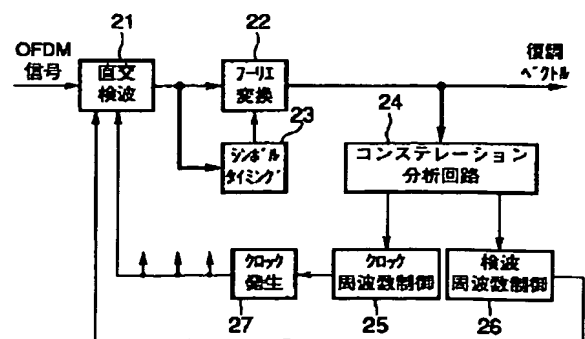 21
22
OFDM
信号
直交
検波
フーリエ
変換
復調
ベクトル
23
シンボル
タイミング
24
コンステレーション
分析回路
クロック
発生
クロック
周波数制御
検波
周波数制御
27
25
26